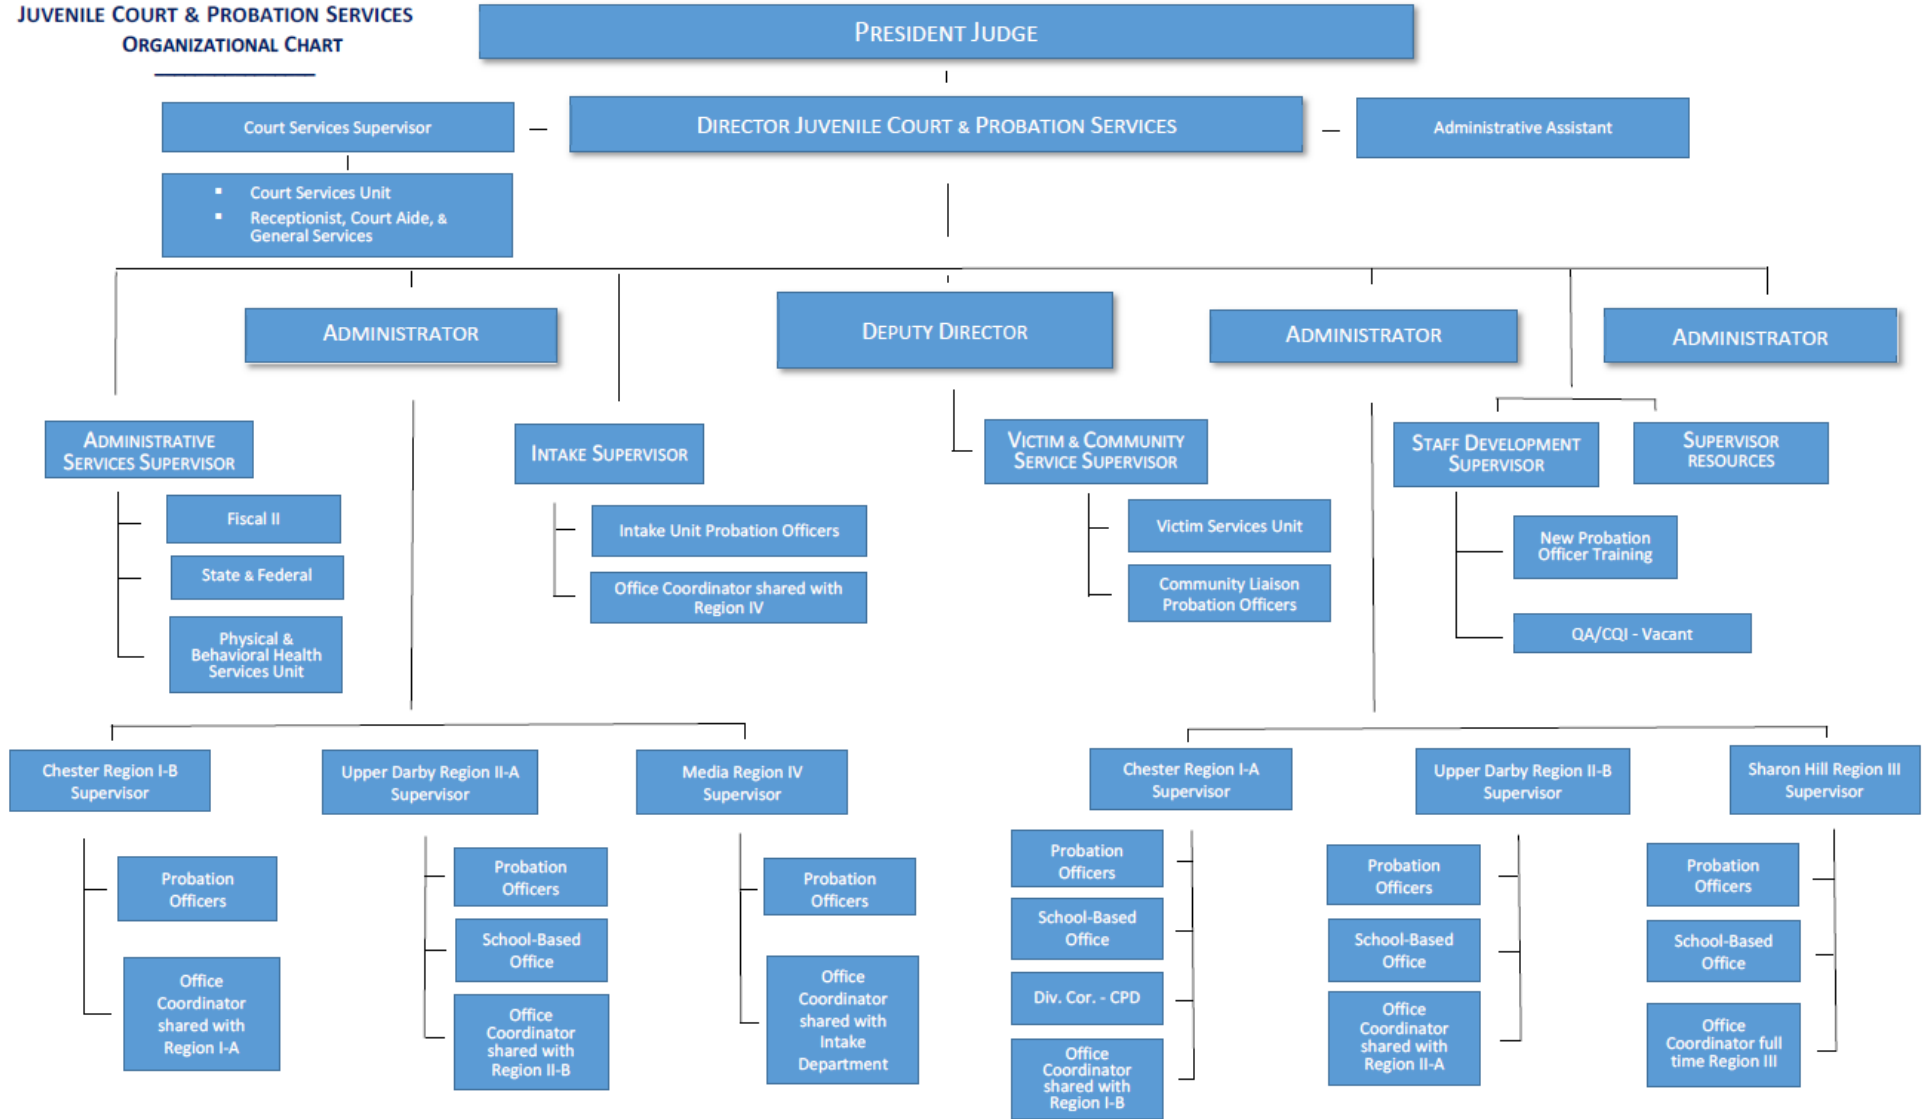 JUVENILE COURT & PROBATION SERVICES
ORGANIZATIONAL CHART
PRESIDENT JUDGE
Court Services Supervisor
DIRECTOR JUVENILE COURT & PROBATION SERVICES
Administrative Assistant
▪ Court Services Unit
▪ Receptionist, Court Aide, &
General Services
ADMINISTRATOR
DEPUTY DIRECTOR
ADMINISTRATOR
ADMINISTRATOR
ADMINISTRATIVE
SERVICES SUPERVISOR
INTAKE SUPERVISOR
VICTIM & COMMUNITY
SERVICE SUPERVISOR
STAFF DEVELOPMENT
SUPERVISOR
SUPERVISOR
RESOURCES
Fiscal II
State & Federal
Physical &
Behavioral Health
Services Unit
Intake Unit Probation Officers
Office Coordinator shared with
Region IV
Victim Services Unit
Community Liaison
Probation Officers
New Probation
Officer Training
QA/CQI - Vacant
Chester Region I-B
Supervisor
Upper Darby Region II-A
Supervisor
Media Region IV
Supervisor
Chester Region I-A
Supervisor
Upper Darby Region II-B
Supervisor
Sharon Hill Region III
Supervisor
Probation
Officers
Office
Coordinator
shared with
Region I-A
Probation
Officers
School-Based
Office
Office
Coordinator
shared with
Region II-B
Probation
Officers
Office
Coordinator
shared with
Intake
Department
Probation
Officers
School-Based
Office
Div. Cor. - CPD
Office
Coordinator
shared with
Region I-B
Probation
Officers
School-Based
Office
Office
Coordinator
shared with
Region II-A
Probation
Officers
School-Based
Office
Office
Coordinator full
time Region III